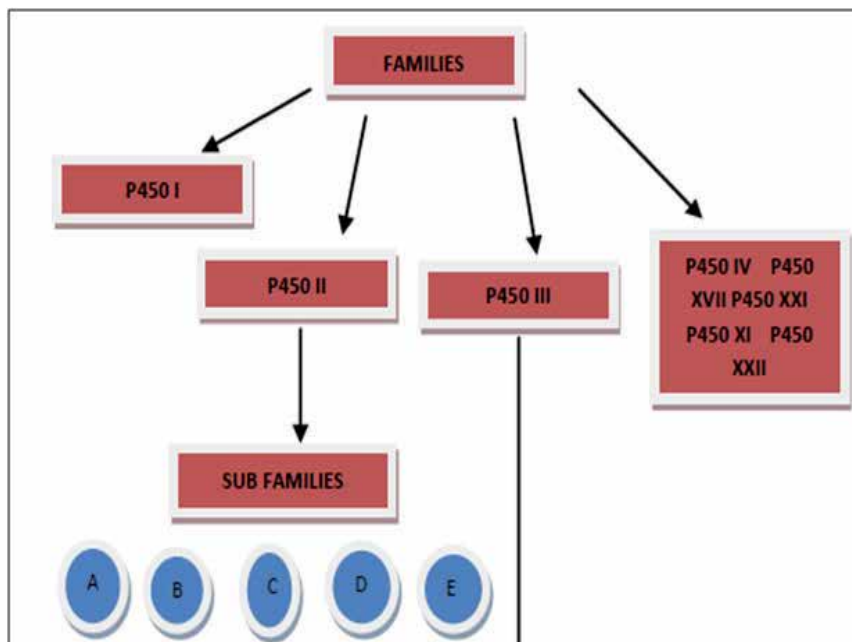 FAMILIES
P450 I
P450 II
P450 III
P450 IV P450
XVII P450 XXI
P450 XI P450
XXII
SUB FAMILIES
A
B
C
D
E